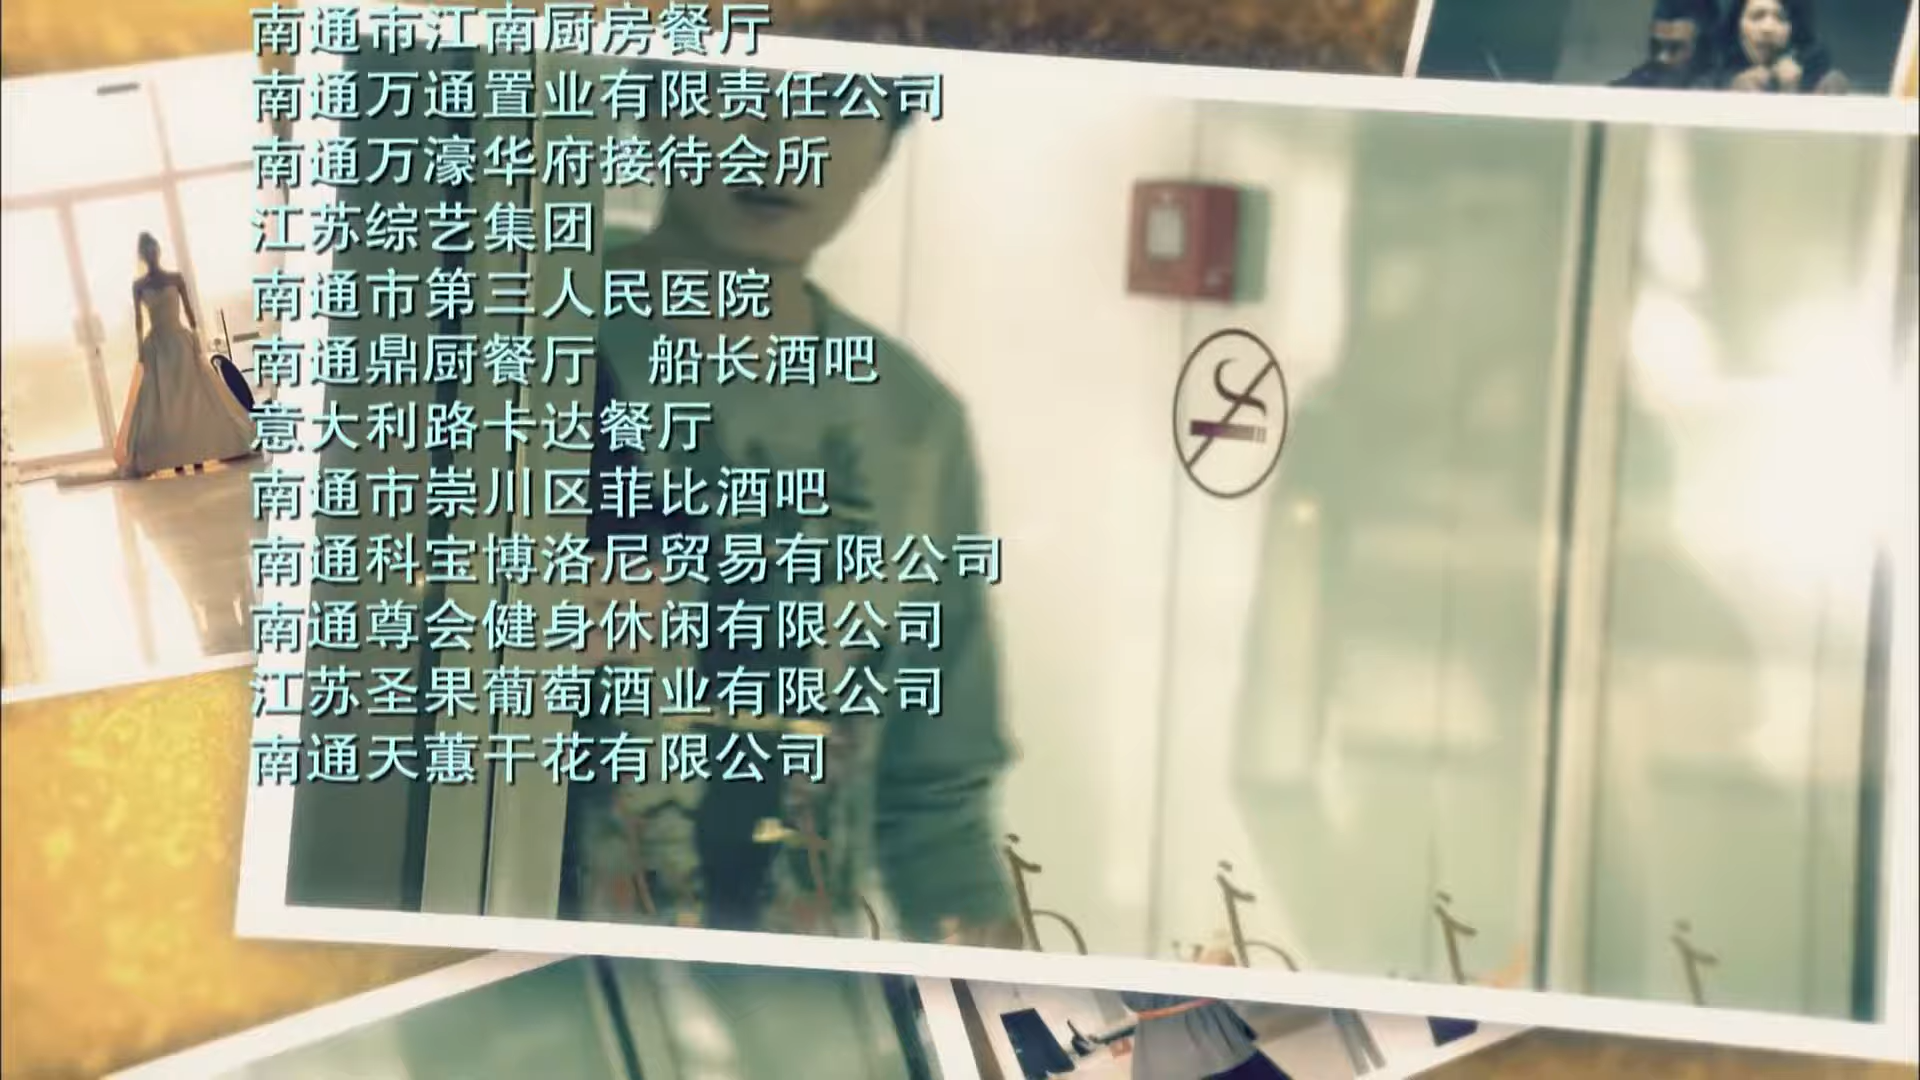 南通市江南厨房餐厅
南通万通置业有限责任公司
南通万濠华府接待会所
江苏综艺集团
南通市第三人民医院
南通鼎厨餐厅　船长酒吧
意大利路卡达餐厅
南通市崇川区菲比酒吧
南通科宝博洛尼贸易有限公司
南通尊会健身休闲有限公司
江苏圣果葡萄酒业有限公司
南通天蕙干花有限公司